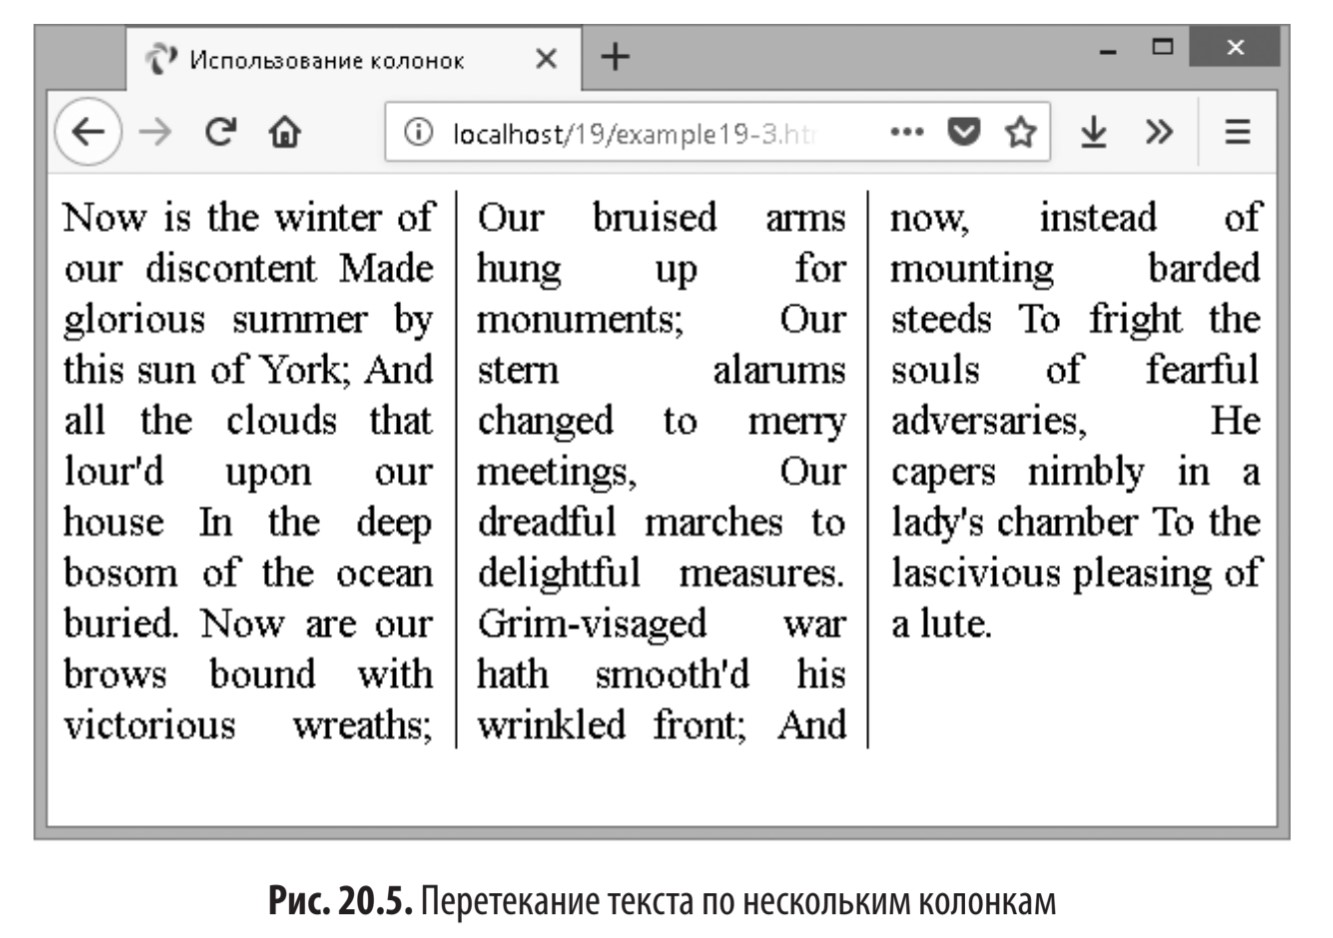 Использование колонок
localhost/19/example19-3.htm
Now is the winter of
our discontent Made
glorious summer by
this sun of York; And
all the clouds that
lour'd upon our
house In the deep
bosom of the ocean
buried. Now are our
brows bound with
victorious wreaths;
Our bruised arms
hung up for
monuments; Our
stern alarums
changed to merry
meetings, Our
dreadful marches to
delightful measures.
Grim-visaged war
hath smooth'd his
wrinkled front; And
now, instead of
mounting barded
steeds To fright the
souls of fearful
adversaries, He
capers nimbly in a
lady's chamber To the
lascivious pleasing of
a lute.
Рис. 20.5. Перетекание текста по нескольким колонкам